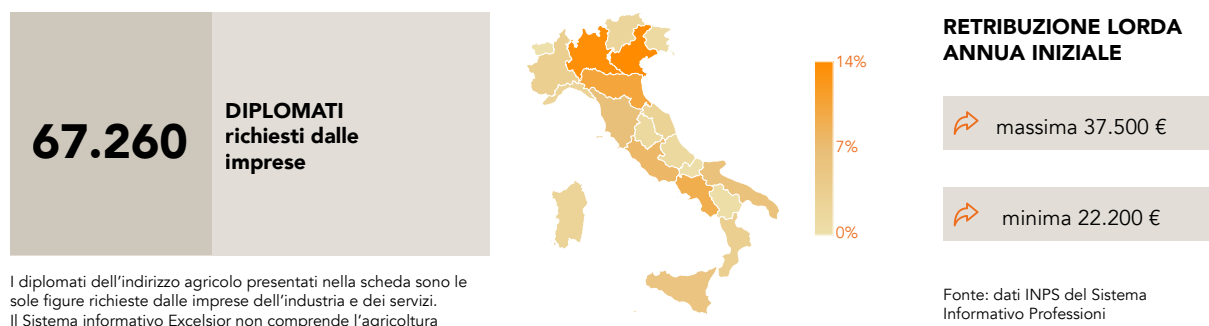 67.260
DIPLOMATI
richiesti dalle
imprese
I diplomati dell'indirizzo agricolo presentati nella scheda sono le
sole figure richieste dalle imprese dell'industria e dei servizi.
Il Sistema informativo Excelsior non comprende l'agricoltura
14%
7%
0%
RETRIBUZIONE LORDA
ANNUA INIZIALE
massima 37.500 €
minima 22.200 €
Fonte: dati INPS del Sistema
Informativo Professioni